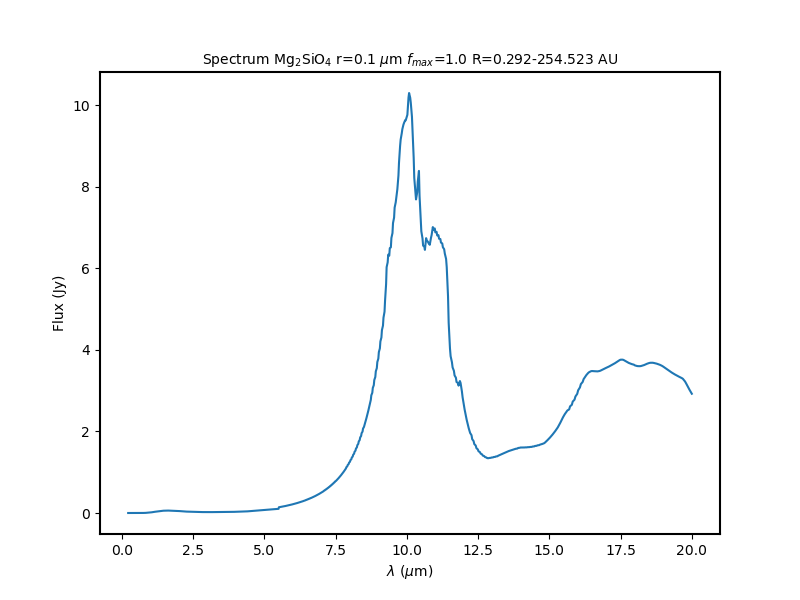 Spectrum Mg₂SiO₄ r=0.1 μm f_max=1.0 R=0.292-254.523 AU
10
8
6
4
2
0
Flux (Jy)
0.0 2.5 5.0 7.5 10.0 12.5 15.0 17.5 20.0
λ (μm)